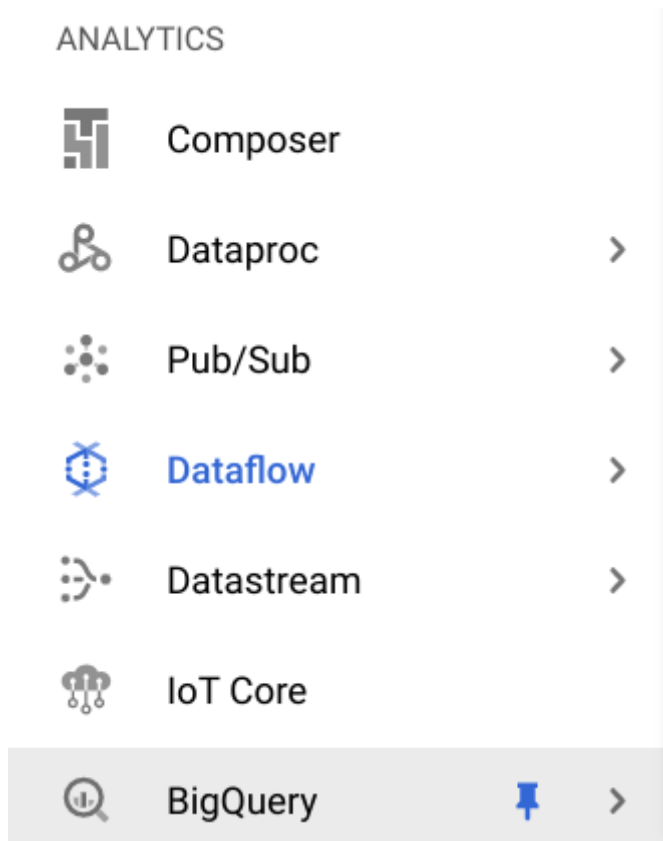 ANALYTICS
Composer
Dataproc
Pub/Sub
Dataflow
Datastream
IoT Core
BigQuery